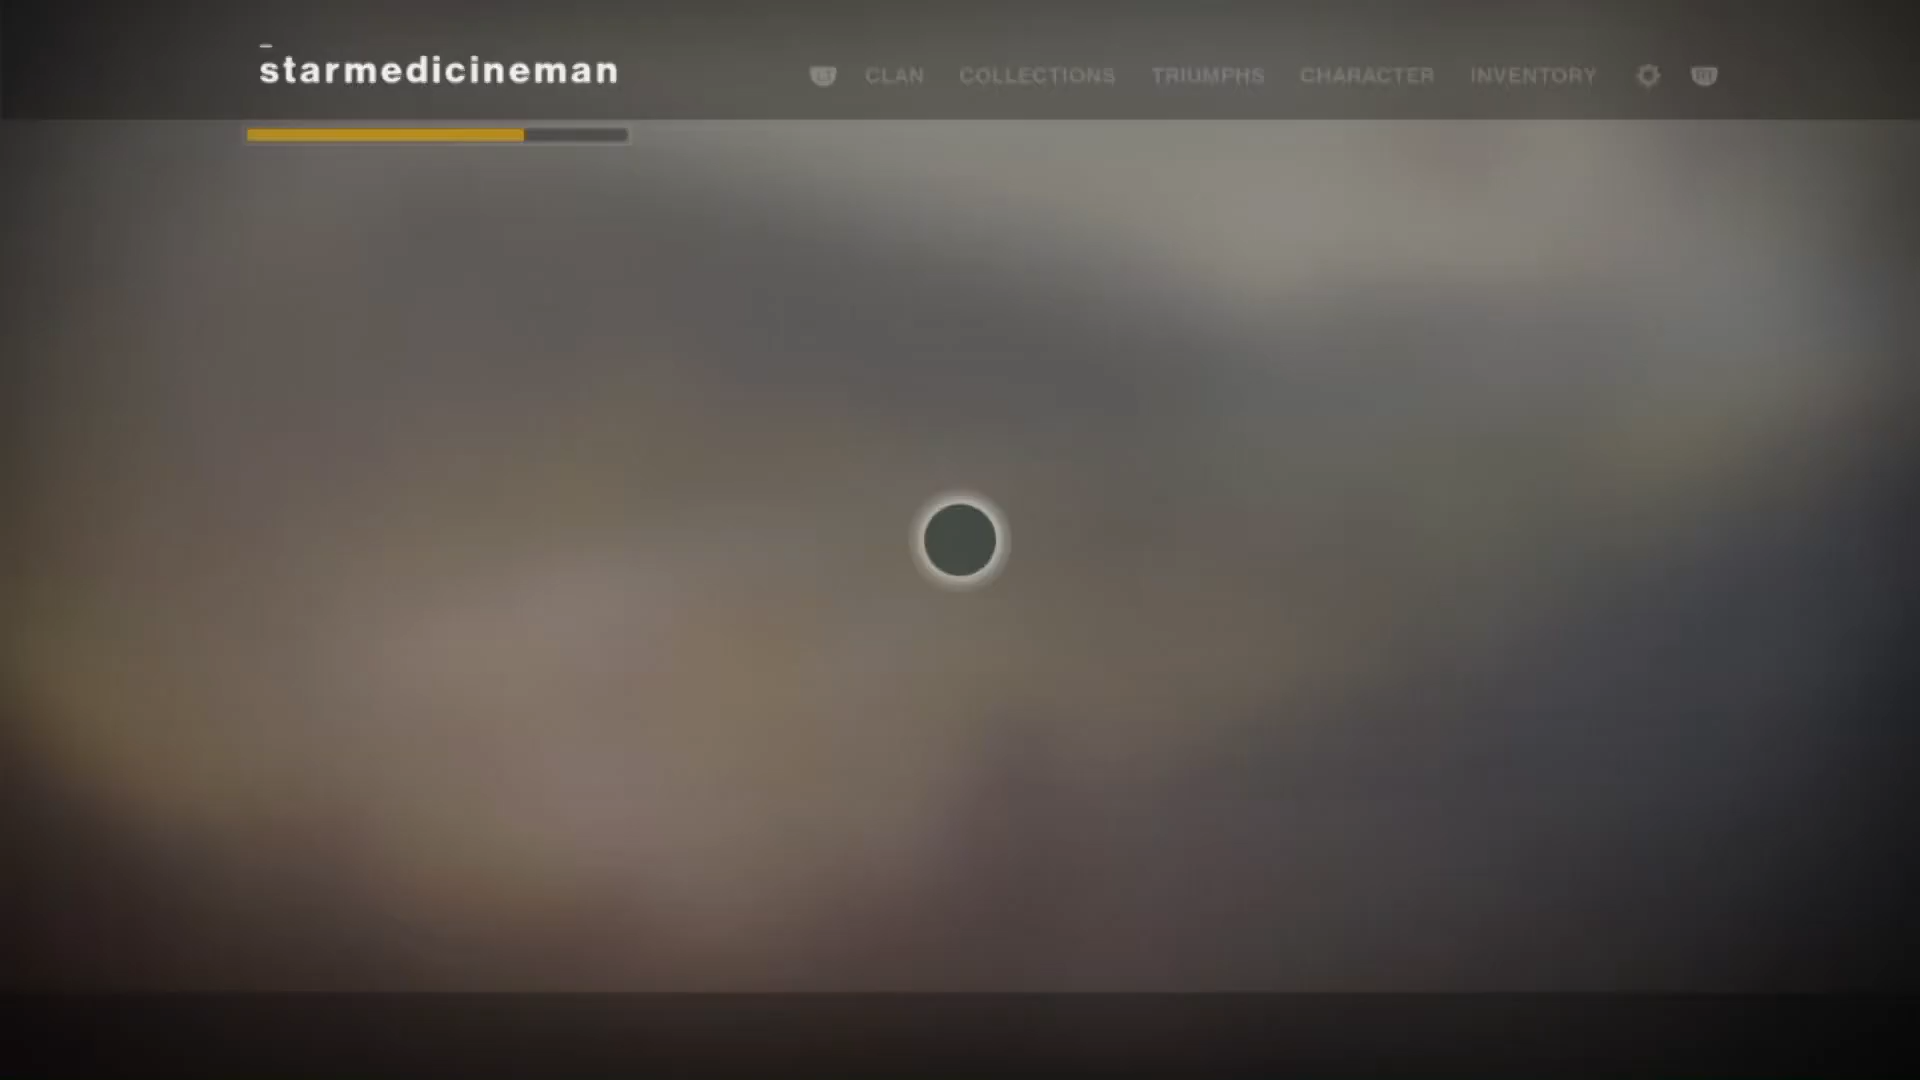 starmedicineman
CLAN COLLECTIONS TRIUMPHS CHARACTER INVENTORY